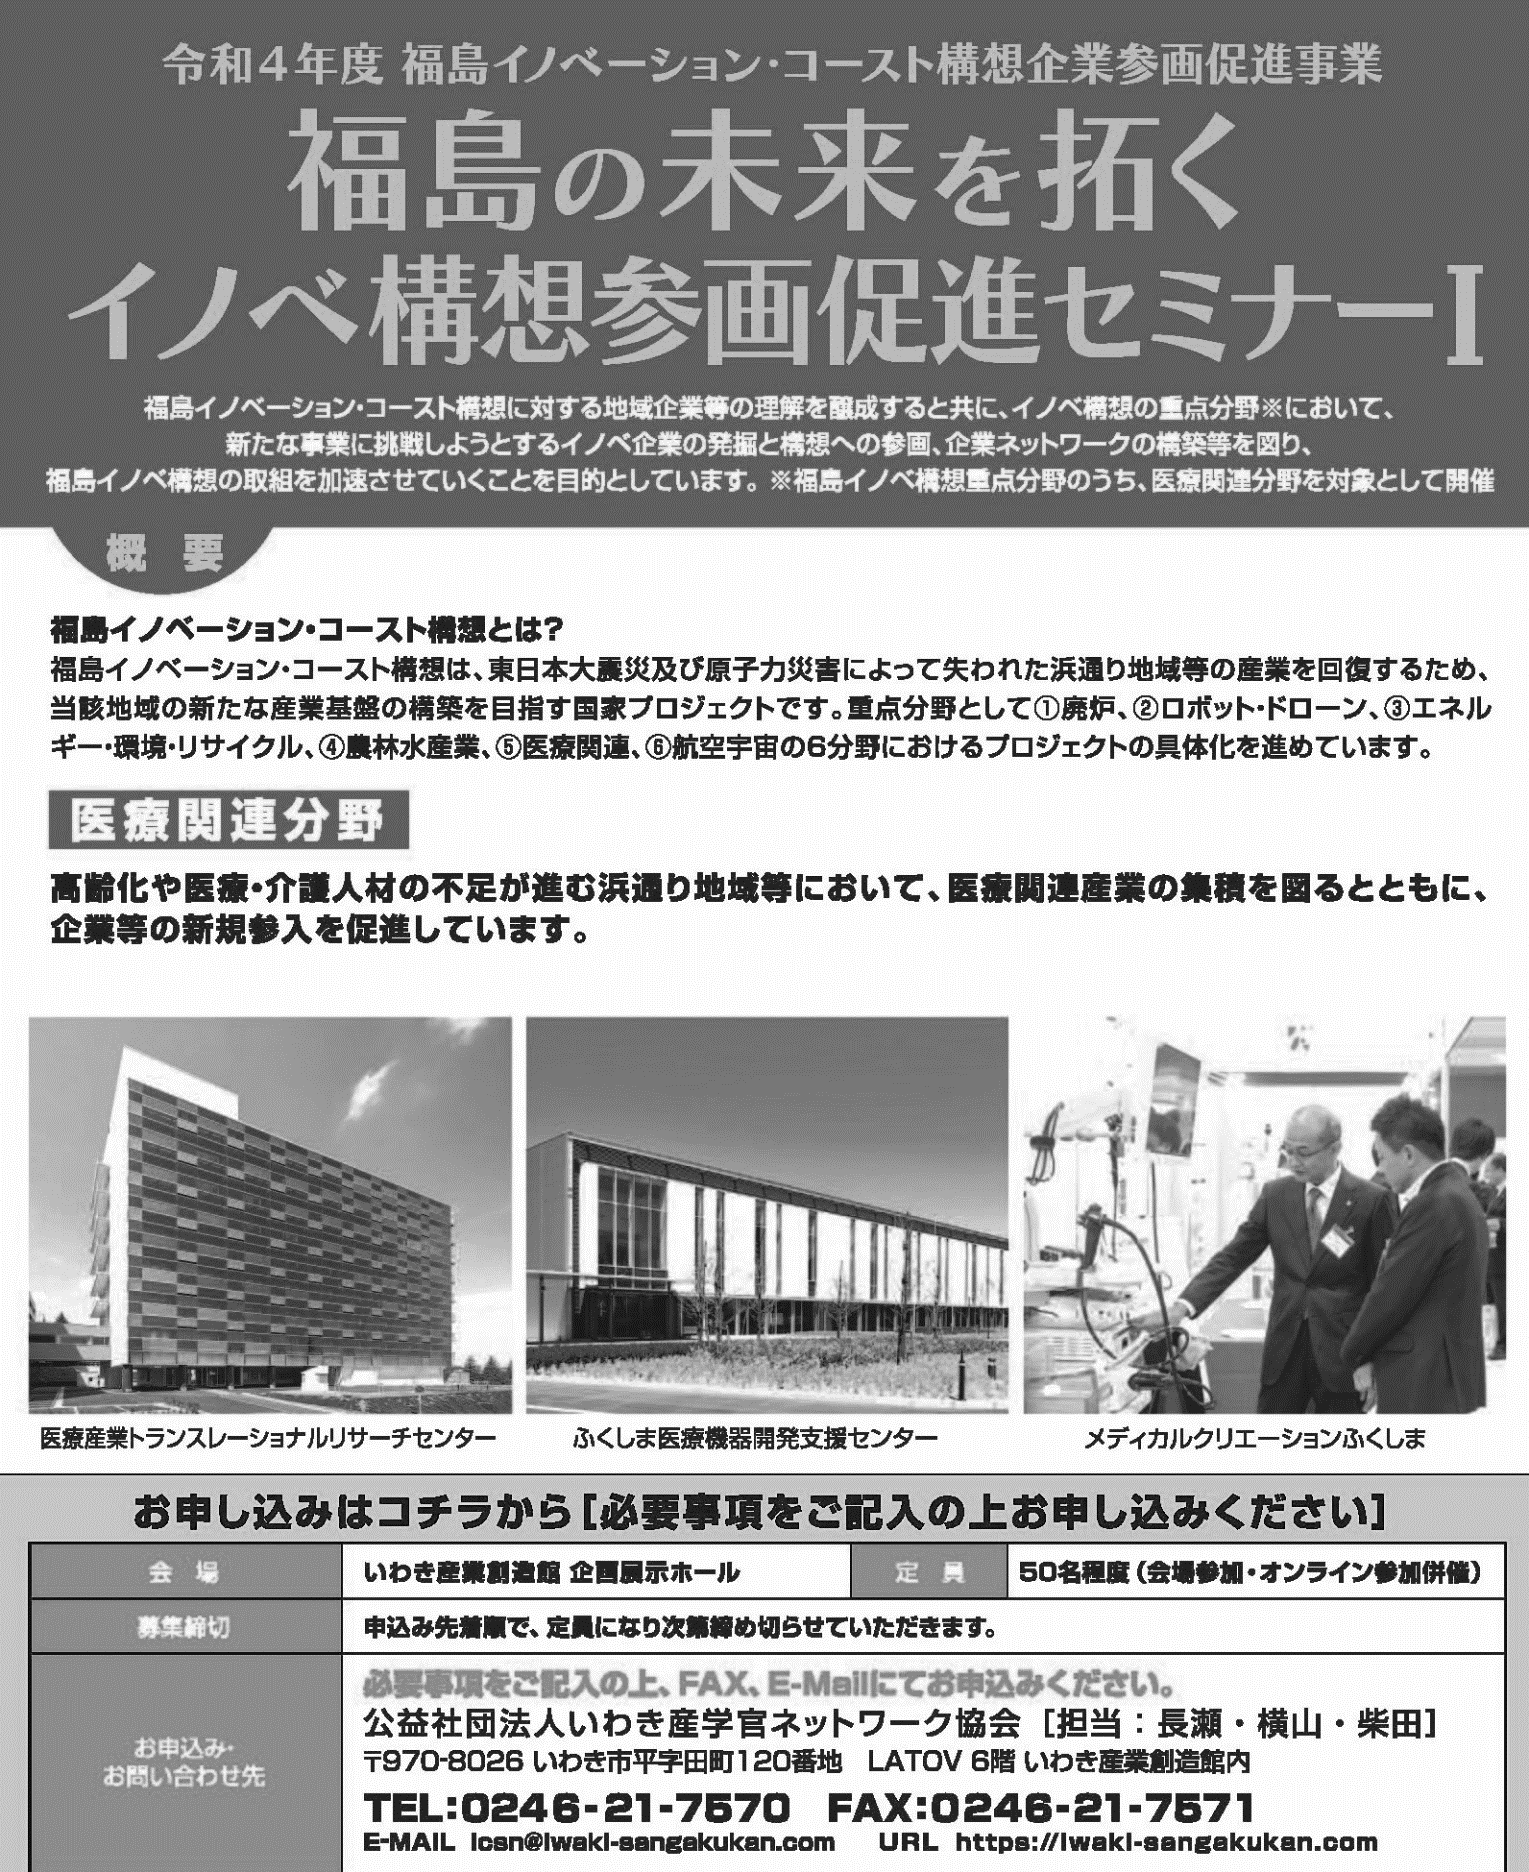 令和4年度 福島イノベーション・コースト構想企業参画促進事業
福島の未来を拓く
イノベ構想参画促進セミナーI
福島イノベーション・コースト構想に対する地域企業等の理解を醸成すると共に、イノベ構想の重点分野※において、
新たな事業に挑戦しようとするイノベ企業の発掘と構想への参画、企業ネットワークの構築等を図り、
福島イノベ構想の取組を加速させていくことを目的としています。※福島イノベ構想重点分野のうち、医療関連分野を対象として開催
概 要
福島イノベーション・コースト構想とは?
福島イノベーション・コースト構想は、東日本大震災及び原子力災害によって失われた浜通り地域等の産業を回復するため、
当該地域の新たな産業基盤の構築を目指す国家プロジェクトです。重点分野として①廃炉、②ロボット・ドローン、③エネル
ギー・環境・リサイクル、④農林水産業、⑤医療関連、⑥航空宇宙の6分野におけるプロジェクトの具体化を進めています。
医療関連分野
高齢化や医療・介護人材の不足が進む浜通り地域等において、医療関連産業の集積を図るとともに、
企業等の新規参入を促進しています。
医療産業トランスレーショナルリサーチセンター
ふくしま医療機器開発支援センター
メディカルクリエーションふくしま
お申し込みはコチラから[必要事項をご記入の上お申し込みください]
会 場
いわき産業創造館 企画展示ホール
定 員
50名程度(会場参加・オンライン参加併催)
募集締切
申込み先着順で、定員になり次第締め切らせていただきます。
お申込み・
お問い合わせ先
必要事項をご記入の上、FAX、E-Mailにてお申込みください。
公益社団法人いわき産学官ネットワーク協会 [担当:長瀬・横山・柴田]
〒970-8026 いわき市平字田町120番地 LATOV 6階 いわき産業創造館内
TEL:0246-21-7570 FAX:0246-21-7571
E-MAIL icsn@iwaki-sangakukan.com URL https://iwaki-sangakukan.com